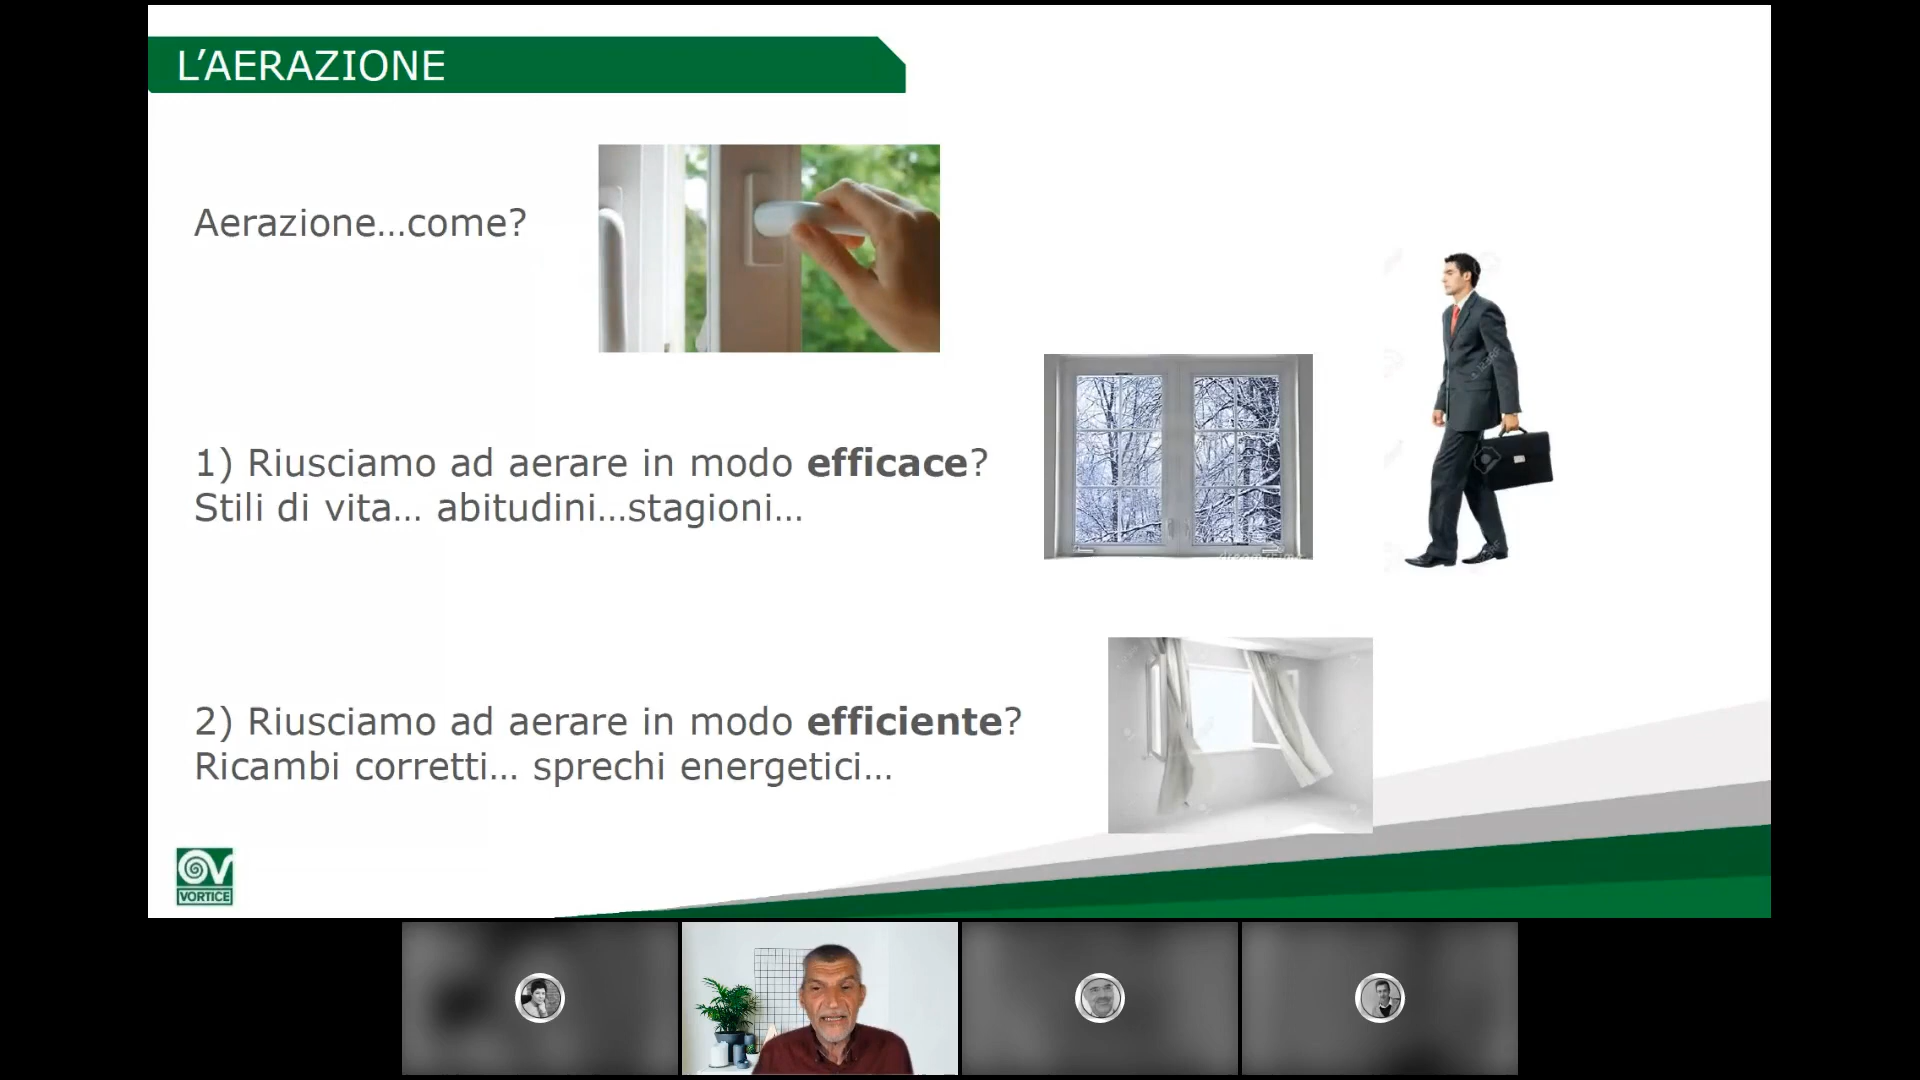 L’AERAZIONE
Aerazione...come?
1) Riusciamo ad aerare in modo efficace?
Stili di vita... abitudini...stagioni...
2) Riusciamo ad aerare in modo efficiente?
Ricambi corretti... sprechi energetici...
VORTICE